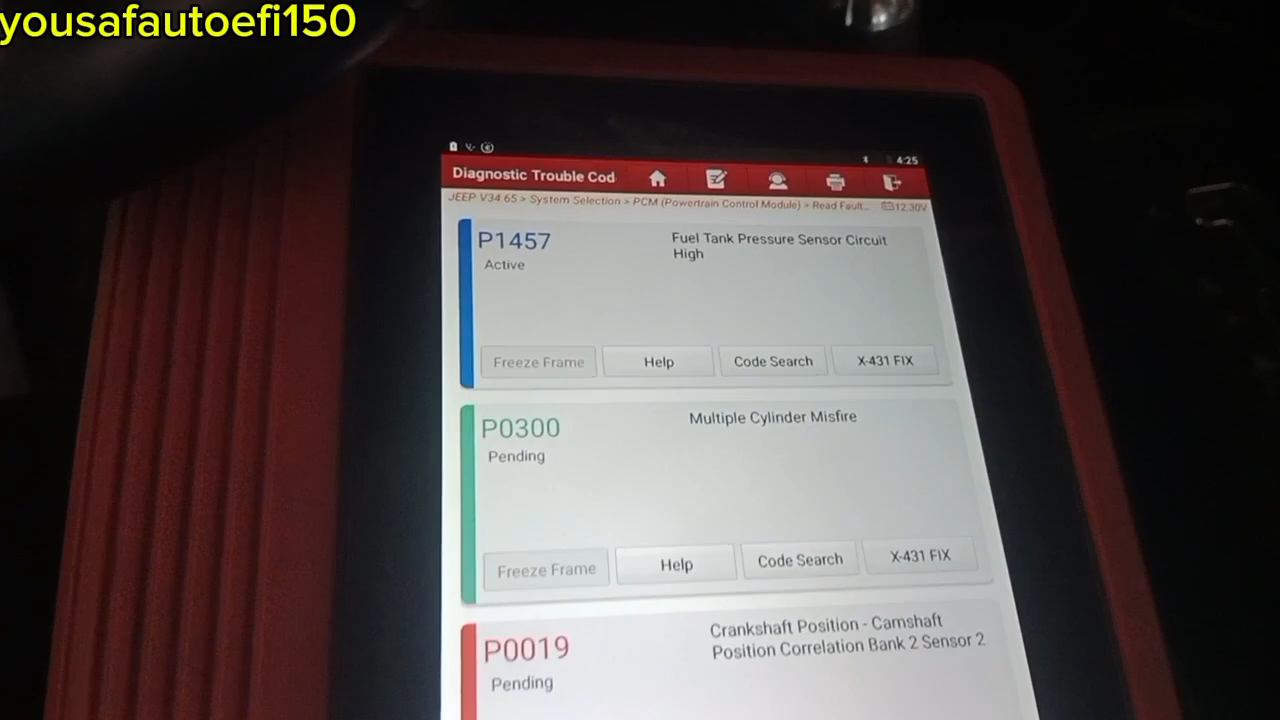 yousafautoefi150
4:25
Diagnostic Trouble Cod
JEEP V34.65 > System Selection > PCM (Powertrain Control Module) > Read Fault... 12.30V
P1457
Fuel Tank Pressure Sensor Circuit
High
Active
Freeze Frame
Help
Code Search
X-431 FIX
P0300
Multiple Cylinder Misfire
Pending
Freeze Frame
Help
Code Search
X-431 FIX
P0019
Crankshaft Position - Camshaft
Position Correlation Bank 2 Sensor 2
Pending